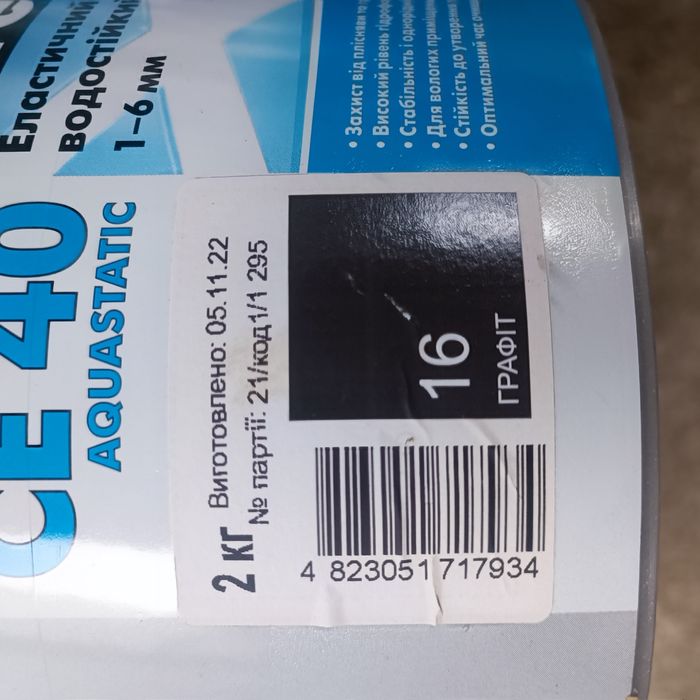 Еластичний
водостійкий
1–6 мм
CE 40
AQUASTATIC
• Захист від плісняви
• Високий рівень
• Стабільність і
• Для вологих
• Стійкість до утворення
• Оптимальний час
2 кг
Виготовлено: 05.11.22
№ партії: 21/код1/1 295
16
ГРАФІТ
4 823051 717934